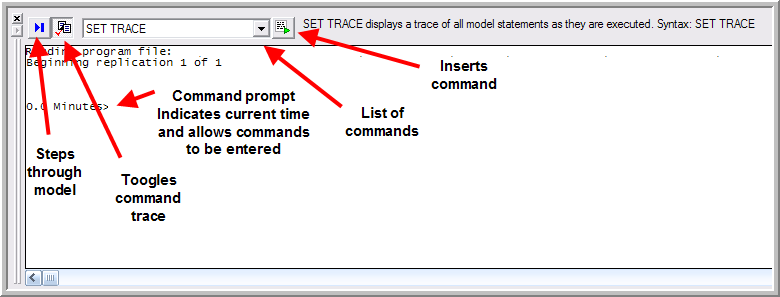 SET TRACE
SET TRACE displays a trace of all model statements as they are executed. Syntax: SET TRACE
program file:
Beginning replication 1 of 1
0.0 Minutes>
Inserts
command
Command prompt
Indicates current time
and allows commands
to be entered
List of
commands
Steps
through
model
Toogles
command
trace